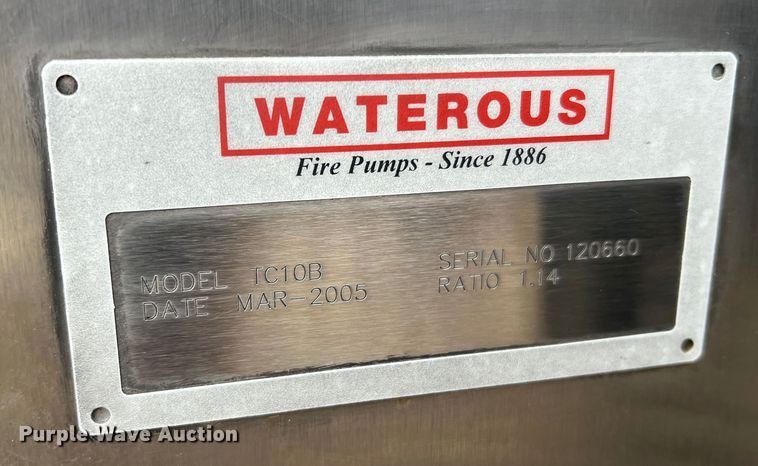 WATEROUS
Fire Pumps - Since 1886
MODEL TC10B SERIAL NO 120660
DATE MAR-2005 RATIO 1.14
Purple Wave Auction